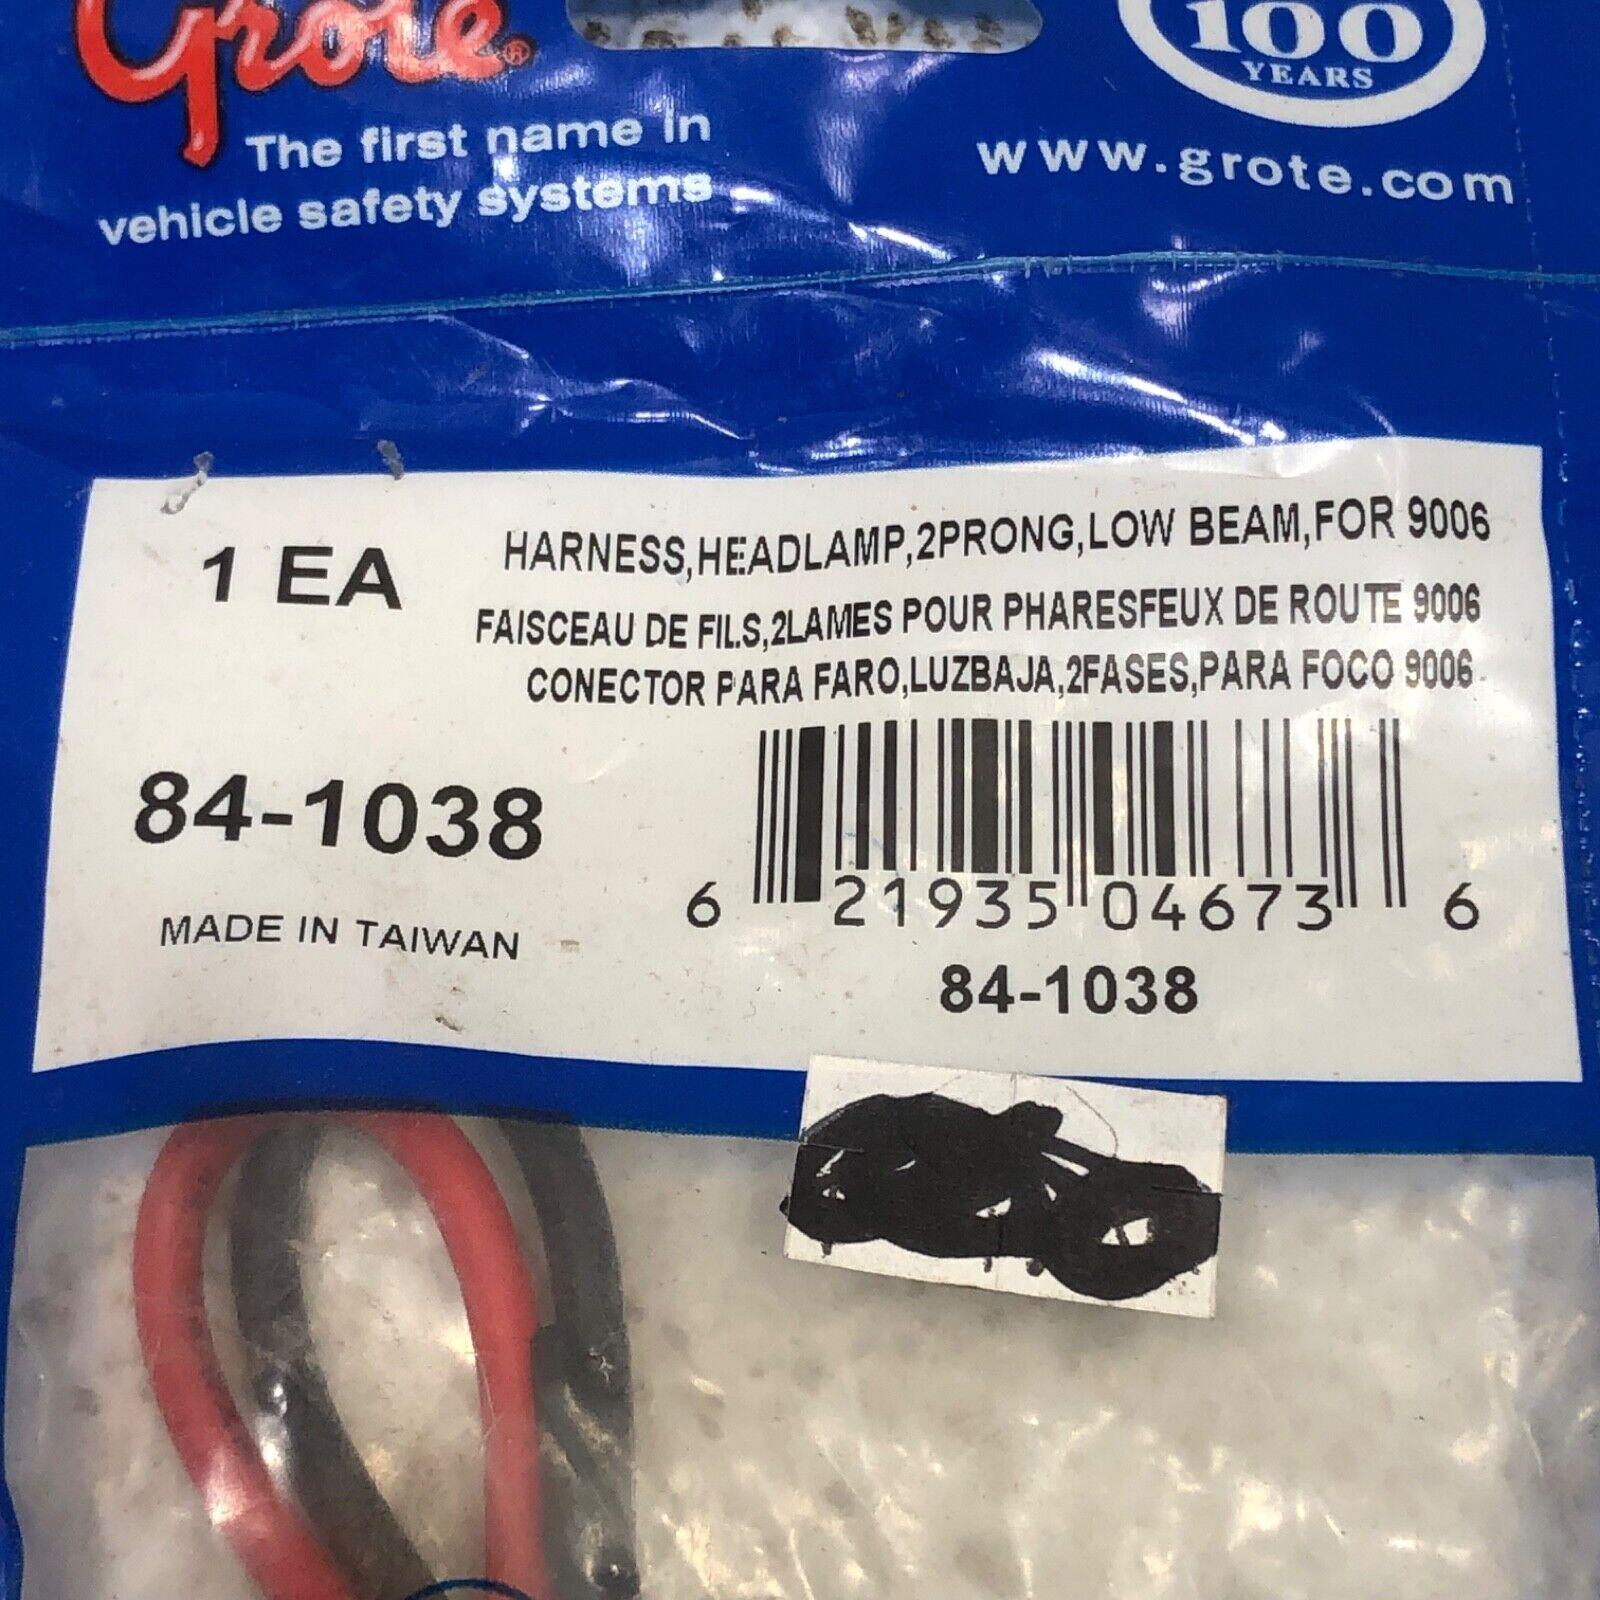 Grote®
100
YEARS
The first name in
vehicle safety systems
www.grote.com
1 EA
HARNESS,HEADLAMP,2PRONG,LOW BEAM,FOR 9006
FAISCEAU DE FILS,2LAMES POUR PHARESFEUX DE ROUTE 9006
CONECTOR PARA FARO,LUZBAJA,2FASES,PARA FOCO 9006
84-1038
MADE IN TAIWAN
6 21935 04673 6
84-1038